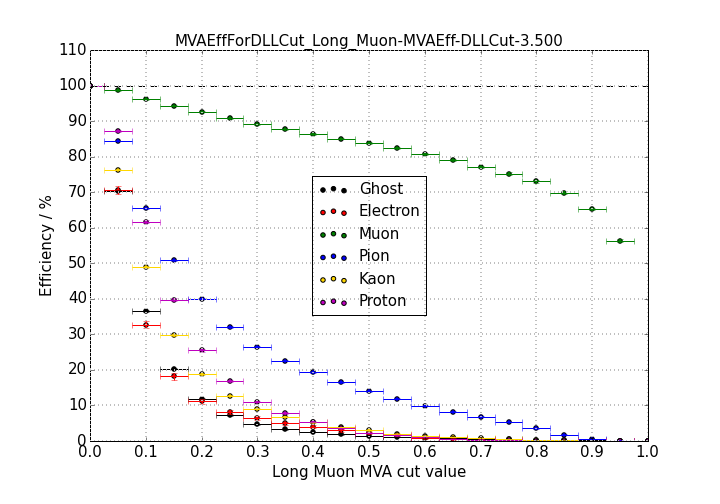 MVAEffForDLLCut_Long_Muon-MVAEff-DLLCut-3.500
110
100
90
80
70
60
50
40
30
20
10
0
Efficiency / %
Ghost
Electron
Muon
Pion
Kaon
Proton
0.0 0.1 0.2 0.3 0.4 0.5 0.6 0.7 0.8 0.9 1.0
Long Muon MVA cut value